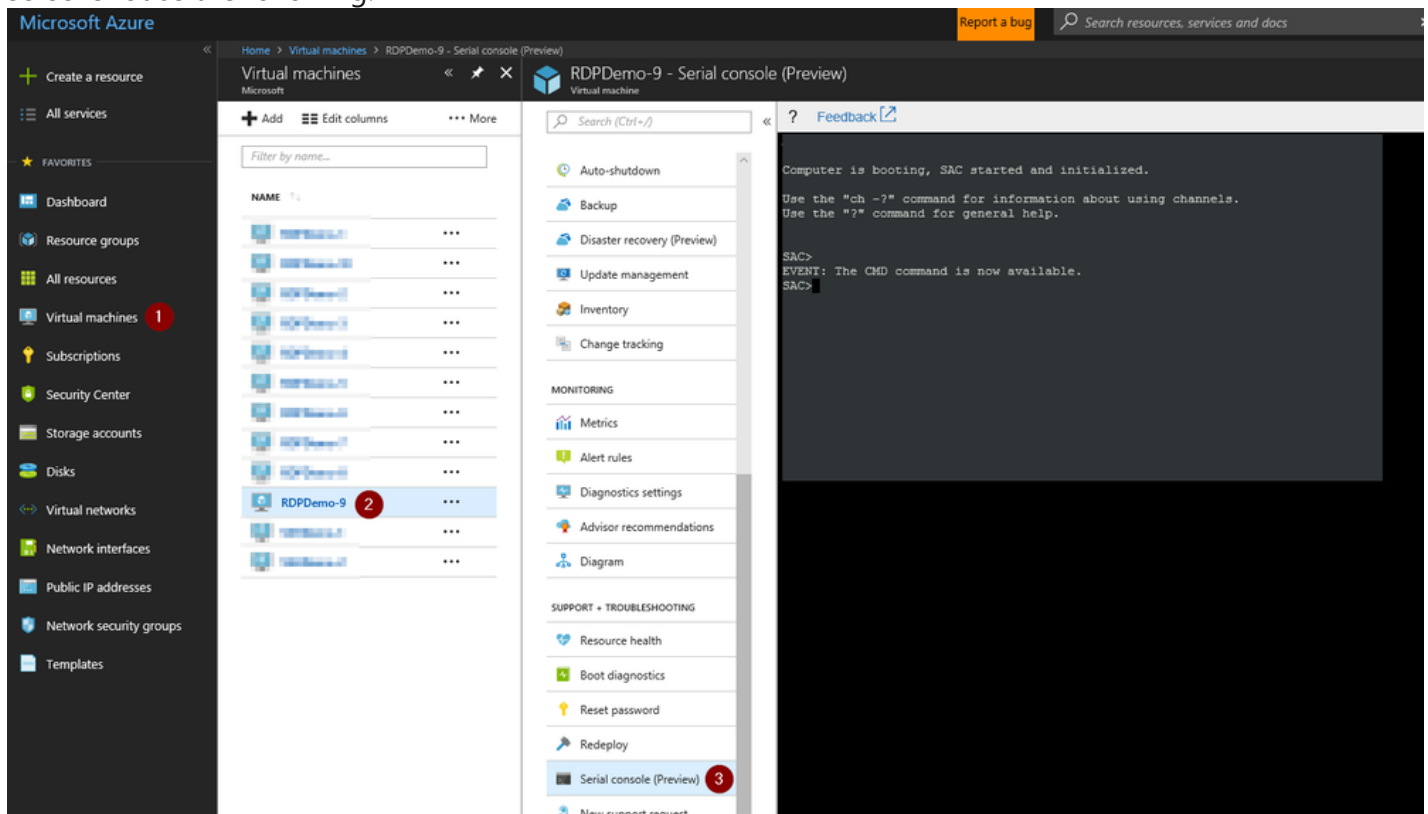 Microsoft Azure
Report a bug
Search resources, services and docs
Home > Virtual machines > RDPDemo-9 - Serial console (Preview)
Create a resource
All services
FAVORITES
Dashboard
Resource groups
All resources
Virtual machines 1
Subscriptions
Security Center
Storage accounts
Disks
Virtual networks
Network interfaces
Public IP addresses
Network security groups
Templates
Virtual machines
Microsoft
Add Edit columns More
Filter by name...
NAME
RDPDemo-9 2
RDPDemo-9 - Serial console (Preview)
Virtual machine
Search (Ctrl+/)
Auto-shutdown
Backup
Disaster recovery (Preview)
Update management
Inventory
Change tracking
MONITORING
Metrics
Alert rules
Diagnostics settings
Advisor recommendations
Diagram
SUPPORT + TROUBLESHOOTING
Resource health
Boot diagnostics
Reset password
Redeploy
Serial console (Preview) 3
New support request
? Feedback
Computer is booting, SAC started and initialized.
Use the "ch -?" command for information about using channels.
Use the "?" command for general help.
SAC>
EVENT: The CMD command is now available.
SAC>